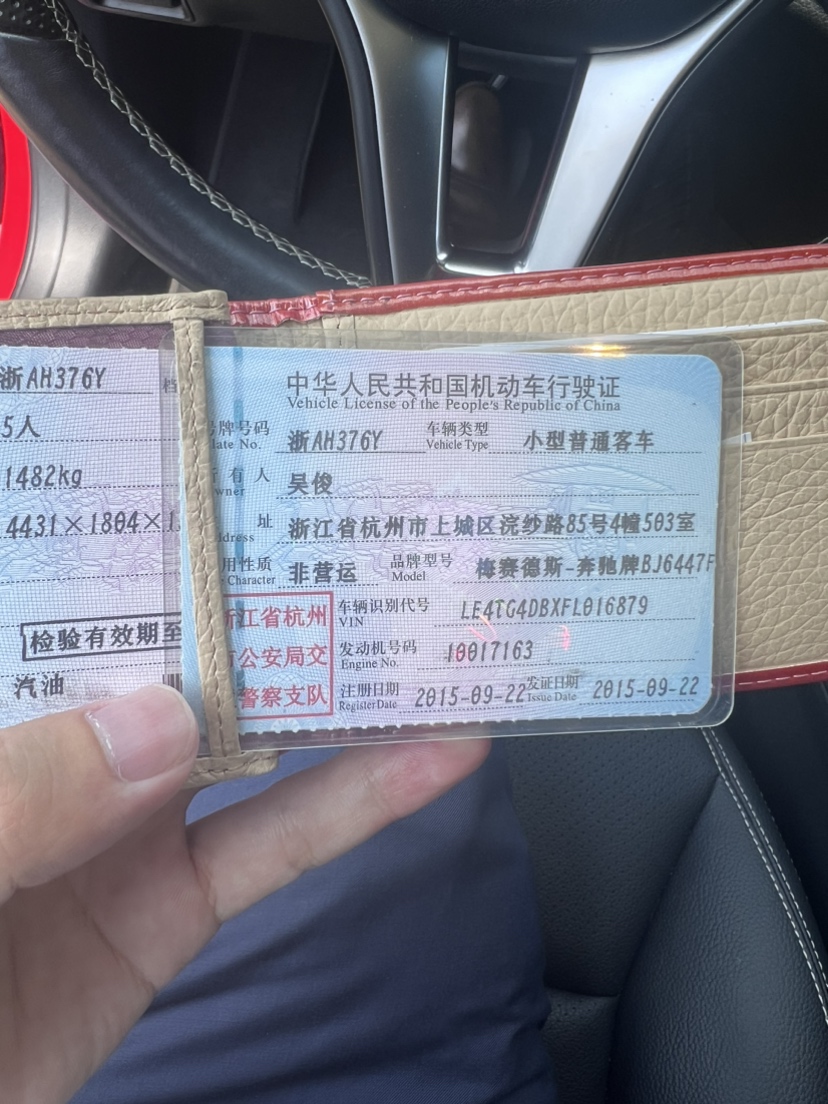 浙AH376Y
5人
1482kg
4431×1804×1
检验有效期至
汽油
中华人民共和国机动车行驶证
Vehicle License of the People's Republic of China
牌号码 浙AH376Y 车辆类型 小型普通客车
late No. Vehicle Type
有人 吴俊
wner
址 浙江省杭州市上城区浣纱路85号4幢503室
ddress
用性质 非营运 品牌型号 梅赛德斯-奔驰牌BJ6447F
Character Model
浙江省杭州
市公安局交
警察支队
车辆识别代号 LE4TG4DBXFL016879
VIN
发动机号码 10017163
Engine No.
注册日期 2015-09-22 发证日期 2015-09-22
Register Date Issue Date